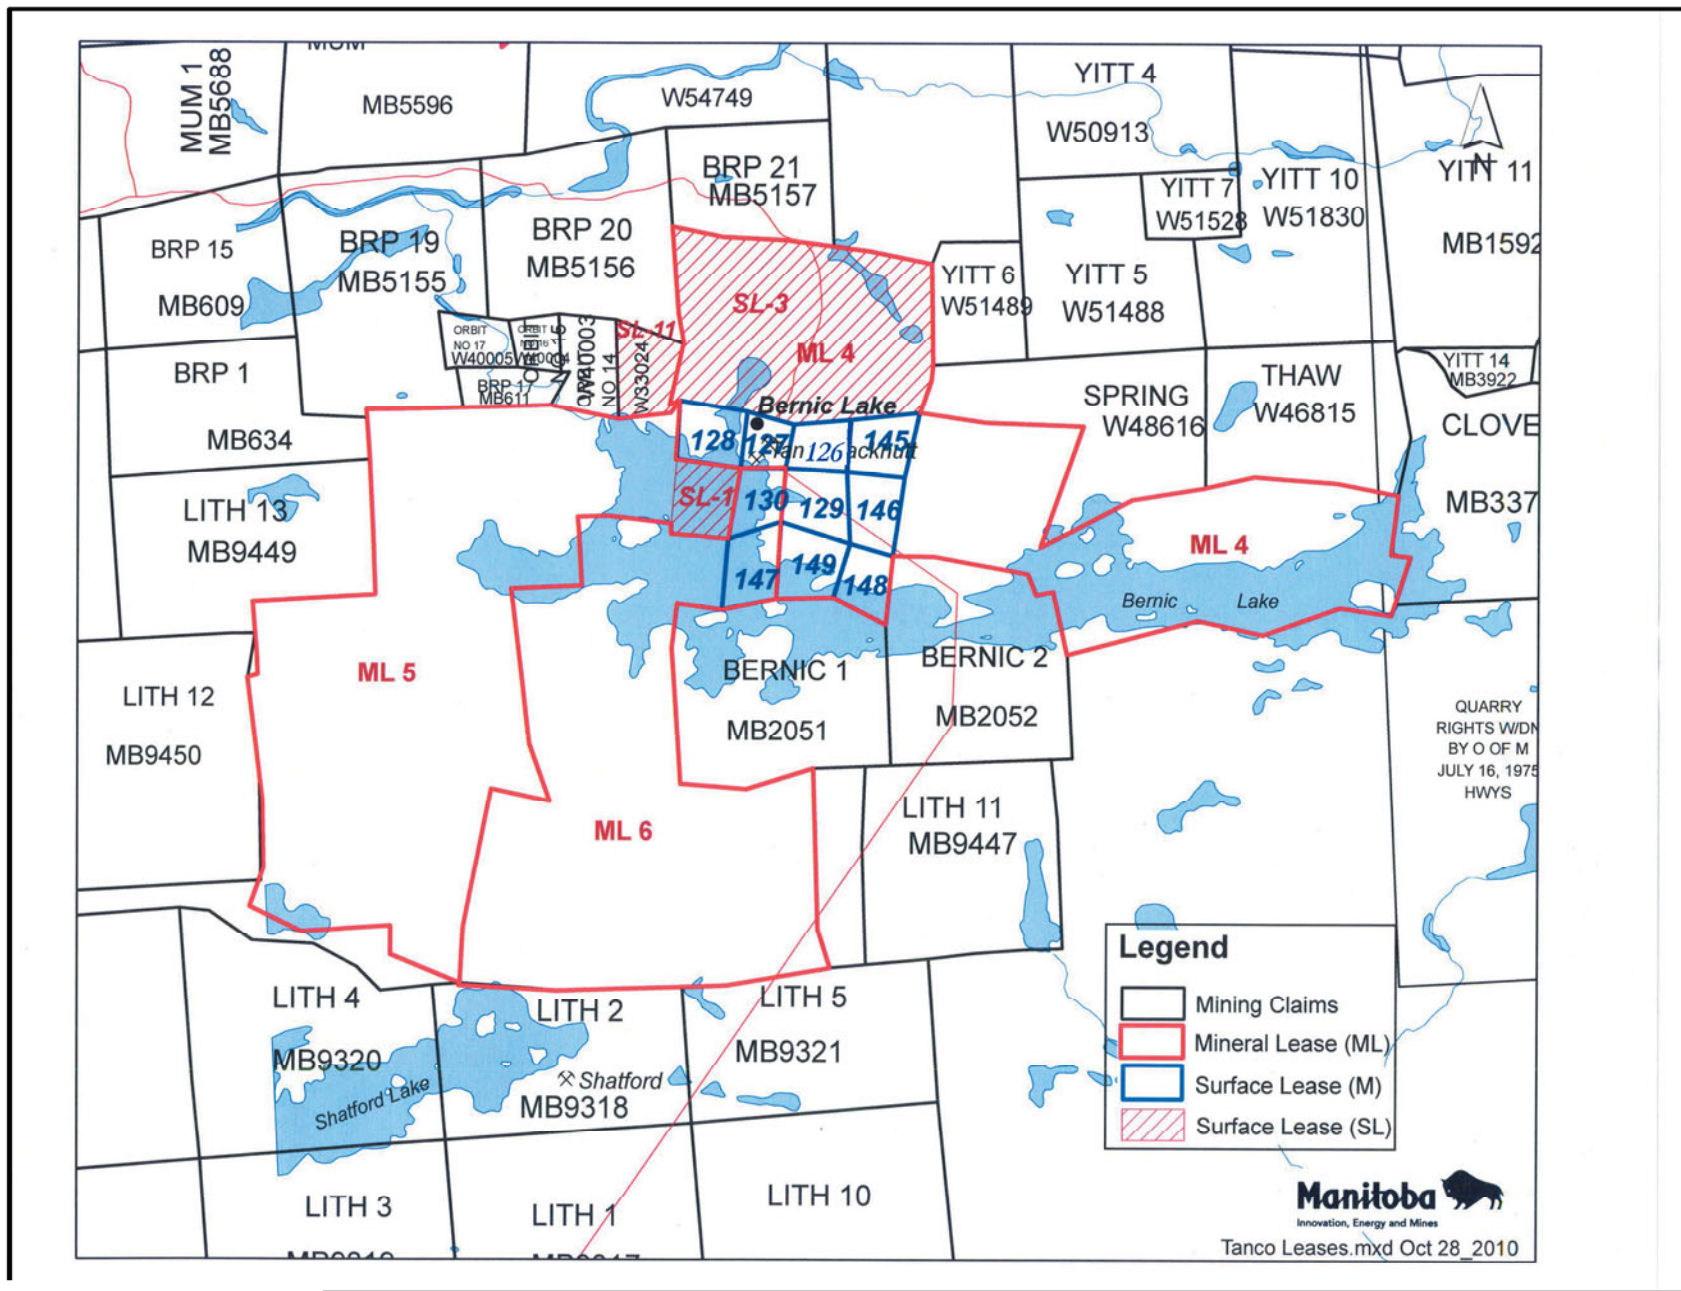 MUM 1
MB5688
MUM
MB5596
W54749
YITT 4
W50913
N
YITT 11
MB1592
YITT 7
W51528
YITT 10
W51830
BRP 21
MB5157
BRP 15
MB609
BRP 19
MB5155
BRP 20
MB5156
SL-3
ML 4
YITT 6
W51489
YITT 5
W51488
ORBIT
NO 17
W40005
W40003
NO 14
SL-11
W33024
BRP 17
MB611
BRP 1
MB634
Bernic Lake
SPRING
W48616
THAW
W46815
YITT 14
MB3922
CLOVE
MB337
128
127
126
145
SL-1
130
129
146
147
149
148
LITH 13
MB9449
ML 4
Bernic Lake
ML 5
BERNIC 1
MB2051
BERNIC 2
MB2052
LITH 12
MB9450
QUARRY
RIGHTS W/DN
BY O OF M
JULY 16, 1975
HWYS
ML 6
LITH 11
MB9447
Legend
Mining Claims
Mineral Lease (ML)
Surface Lease (M)
Surface Lease (SL)
LITH 4
MB9320
Shatford Lake
LITH 2
Shatford
MB9318
LITH 5
MB9321
LITH 3
LITH 1
LITH 10
Manitoba
Innovation, Energy and Mines
Tanco Leases.mxd Oct 28_2010